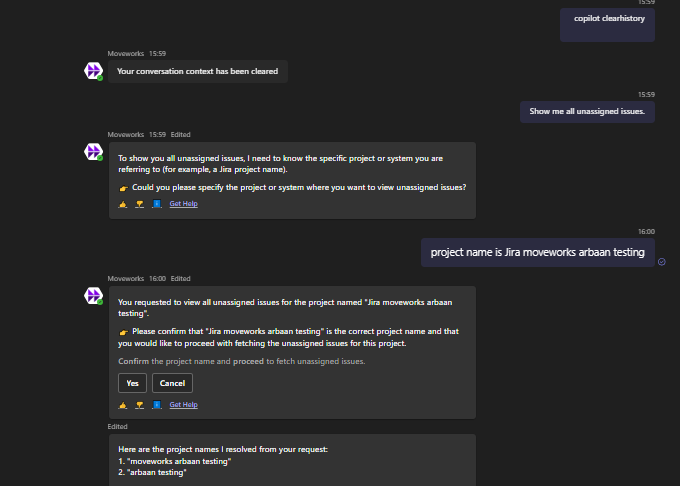 15:59
copilot clearhistory
Moveworks 15:59
Your conversation context has been cleared
15:59
Show me all unassigned issues.
Moveworks 15:59 Edited
To show you all unassigned issues, I need to know the specific project or system you are
referring to (for example, a Jira project name).
👉 Could you please specify the project or system where you want to view unassigned issues?
Get Help
16:00
project name is Jira moveworks arbaan testing
Moveworks 16:00 Edited
You requested to view all unassigned issues for the project named "Jira moveworks arbaan
testing".
👉 Please confirm that "Jira moveworks arbaan testing" is the correct project name and that
you would like to proceed with fetching the unassigned issues for this project.
Confirm the project name and proceed to fetch unassigned issues.
Yes Cancel
Get Help
Edited
Here are the project names I resolved from your request:
1. "moveworks arbaan testing"
2. "arbaan testing"